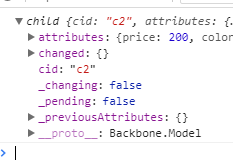 ▼ child {cid: "c2", attributes: {…
▶ attributes: {price: 200, color
▶ changed: {}
cid: "c2"
_changing: false
_pending: false
▶ _previousAttributes: {}
▶ __proto__: Backbone.Model
>